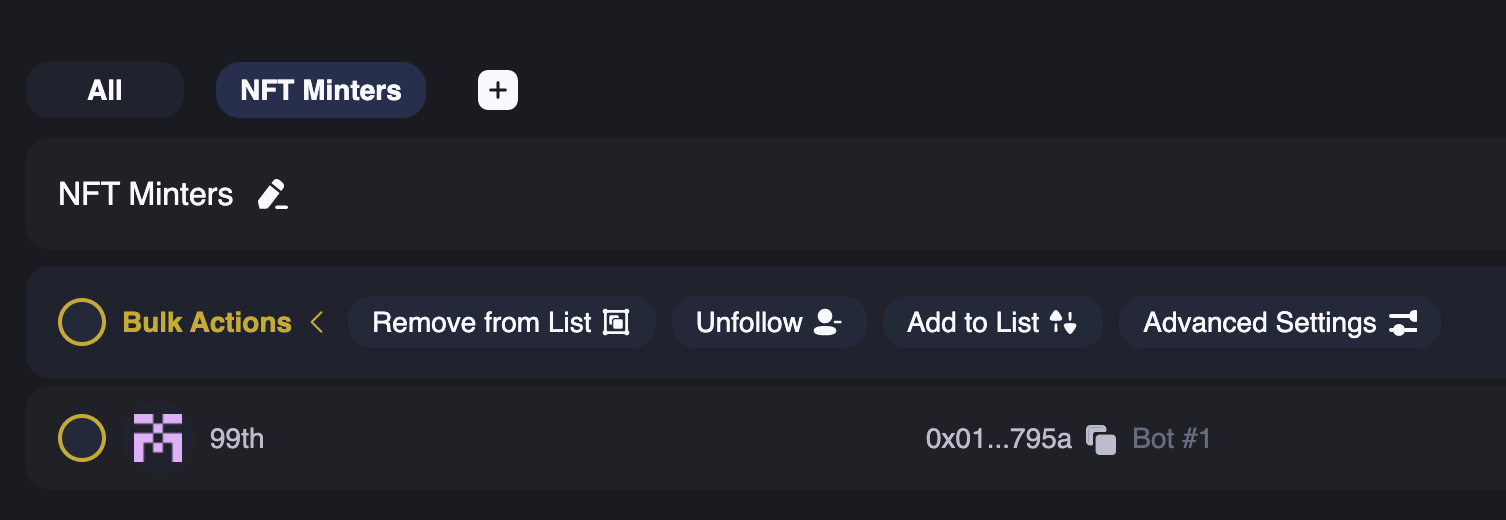 All NFT Minters +
NFT Minters
Bulk Actions Remove from List Unfollow Add to List Advanced Settings
99th 0x01...795a Bot #1